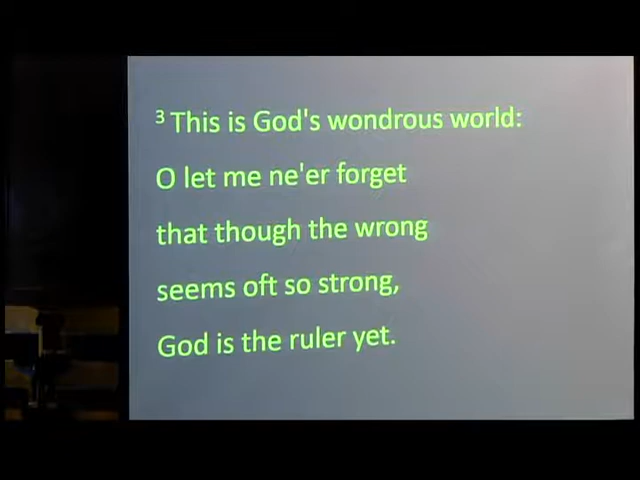 ³ This is God's wondrous world:
O let me ne'er forget
that though the wrong
seems oft so strong,
God is the ruler yet.